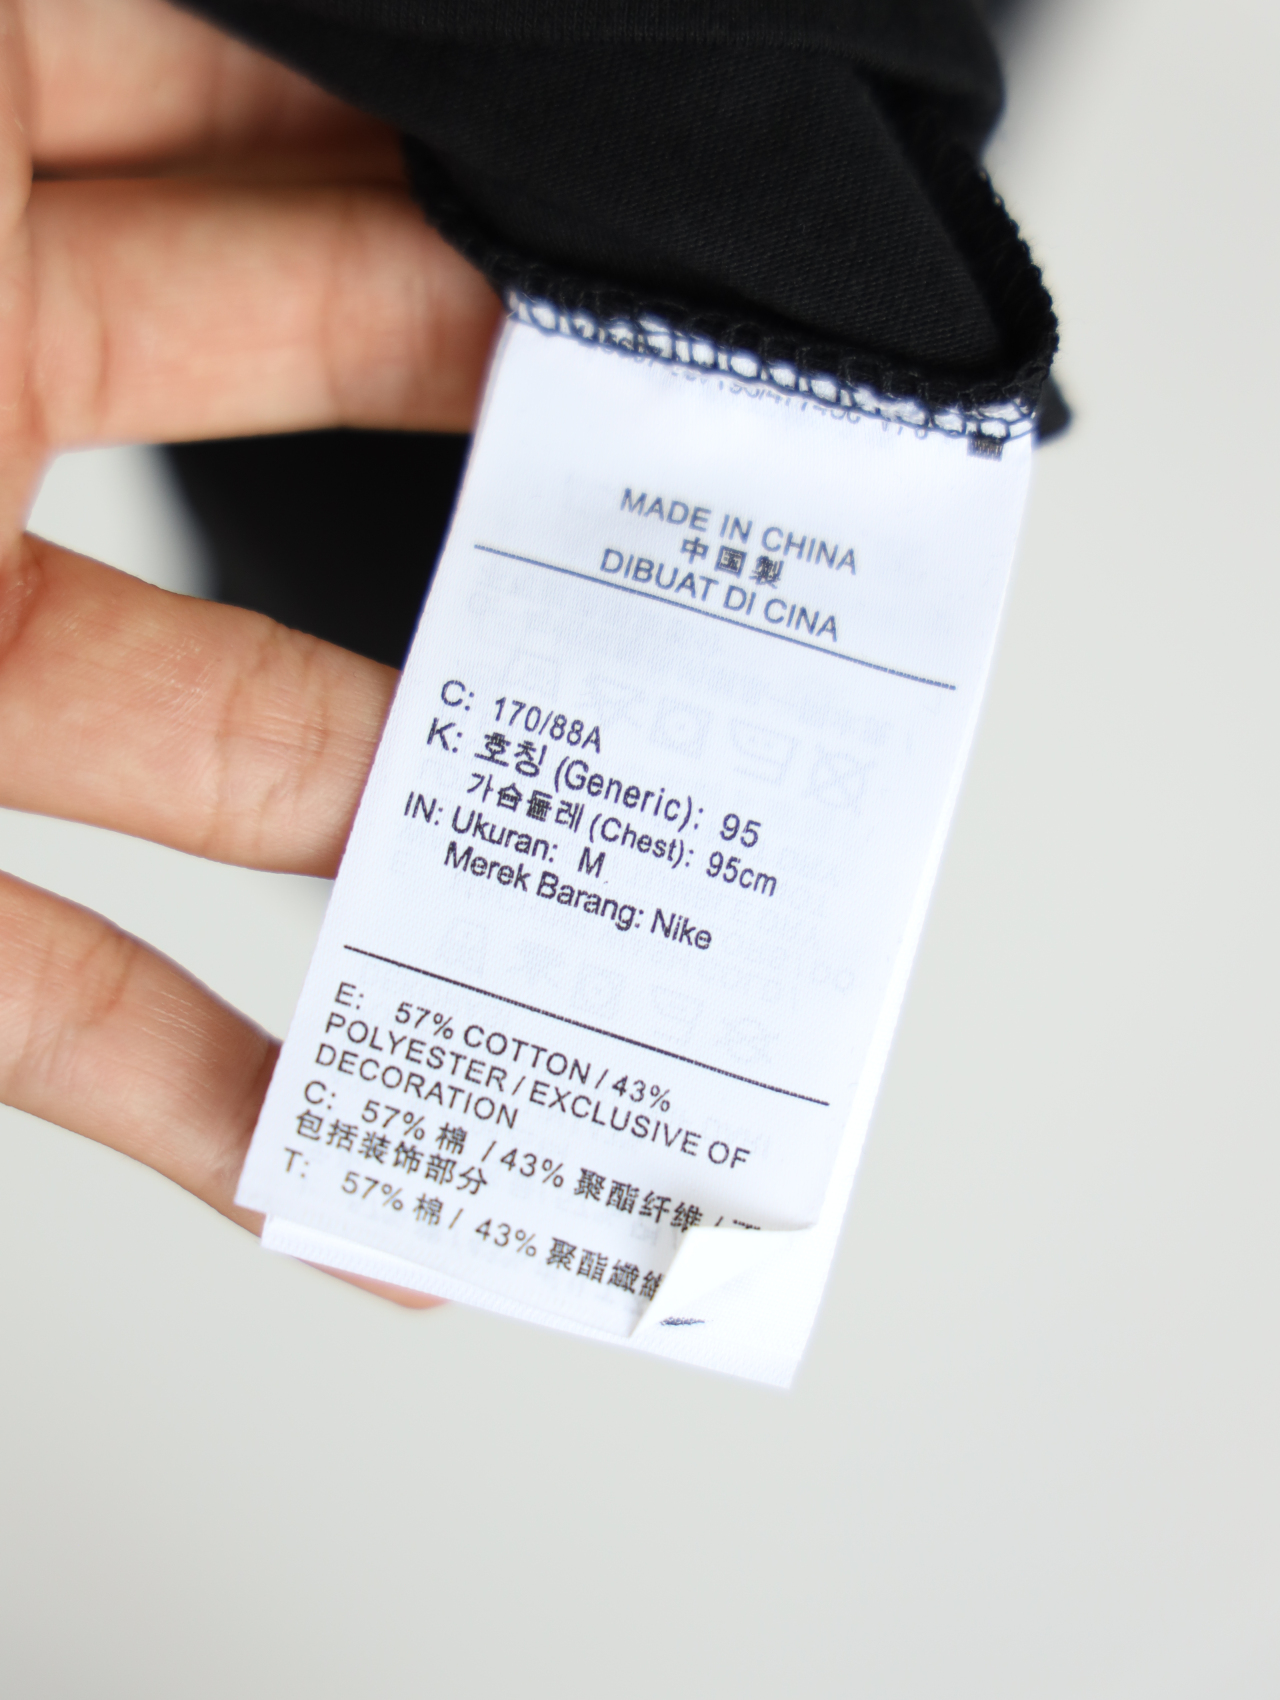 MADE IN CHINA
中国製
DIBUAT DI CINA
C: 170/88A
K: 호칭 (Generic): 95
가슴둘레 (Chest): 95cm
IN: Ukuran: M
Merek Barang: Nike
E: 57% COTTON / 43%
POLYESTER / EXCLUSIVE OF
DECORATION
C: 57% 棉 / 43% 聚酯纤维 /
包括装饰部分
T: 57% 棉 / 43% 聚酯纖